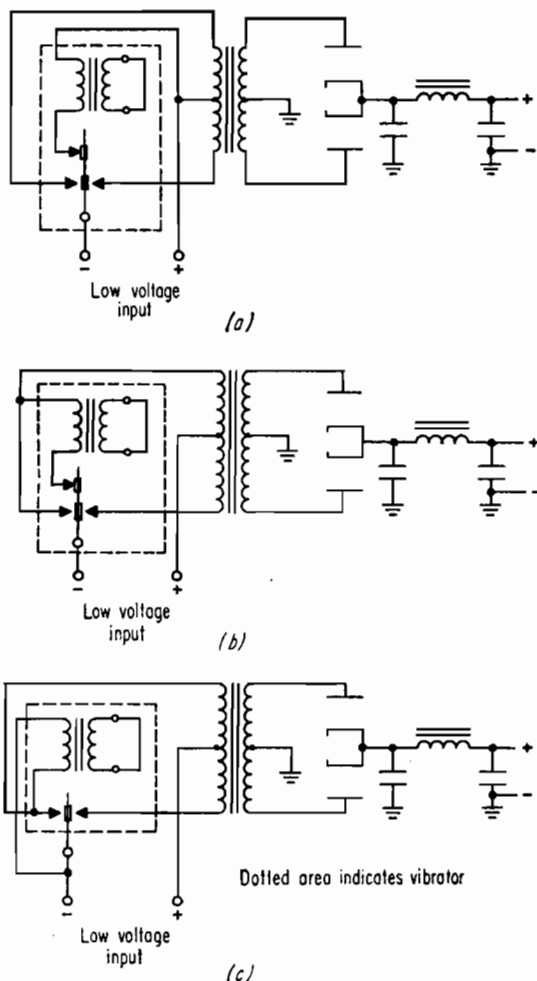 +
-
- +
Low voltage
input
(a)
+
-
- +
Low voltage
input
(b)
+
-
Dotted area indicates vibrator
- +
Low voltage
input
(c)